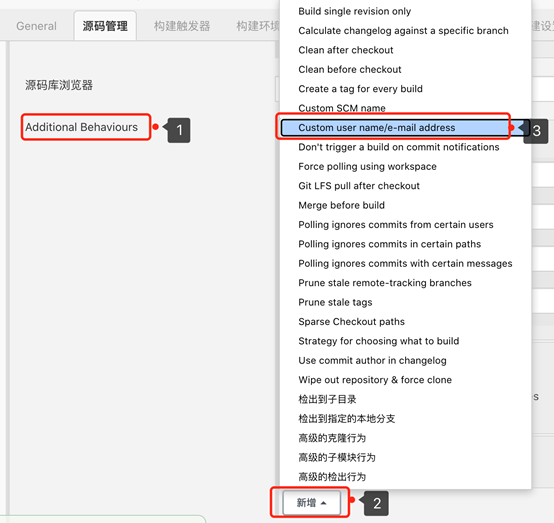 General 源码管理 构建触发器 构建环境
源码库浏览器
Additional Behaviours 1
Build single revision only
Calculate changelog against a specific branch
Clean after checkout
Clean before checkout
Create a tag for every build
Custom SCM name
Custom user name/e-mail address 3
Don't trigger a build on commit notifications
Force polling using workspace
Git LFS pull after checkout
Merge before build
Polling ignores commits from certain users
Polling ignores commits in certain paths
Polling ignores commits with certain messages
Prune stale remote-tracking branches
Prune stale tags
Sparse Checkout paths
Strategy for choosing what to build
Use commit author in changelog
Wipe out repository & force clone
检出到子目录
检出到指定的本地分支
高级的克隆行为
高级的子模块行为
高级的检出行为
新增 2